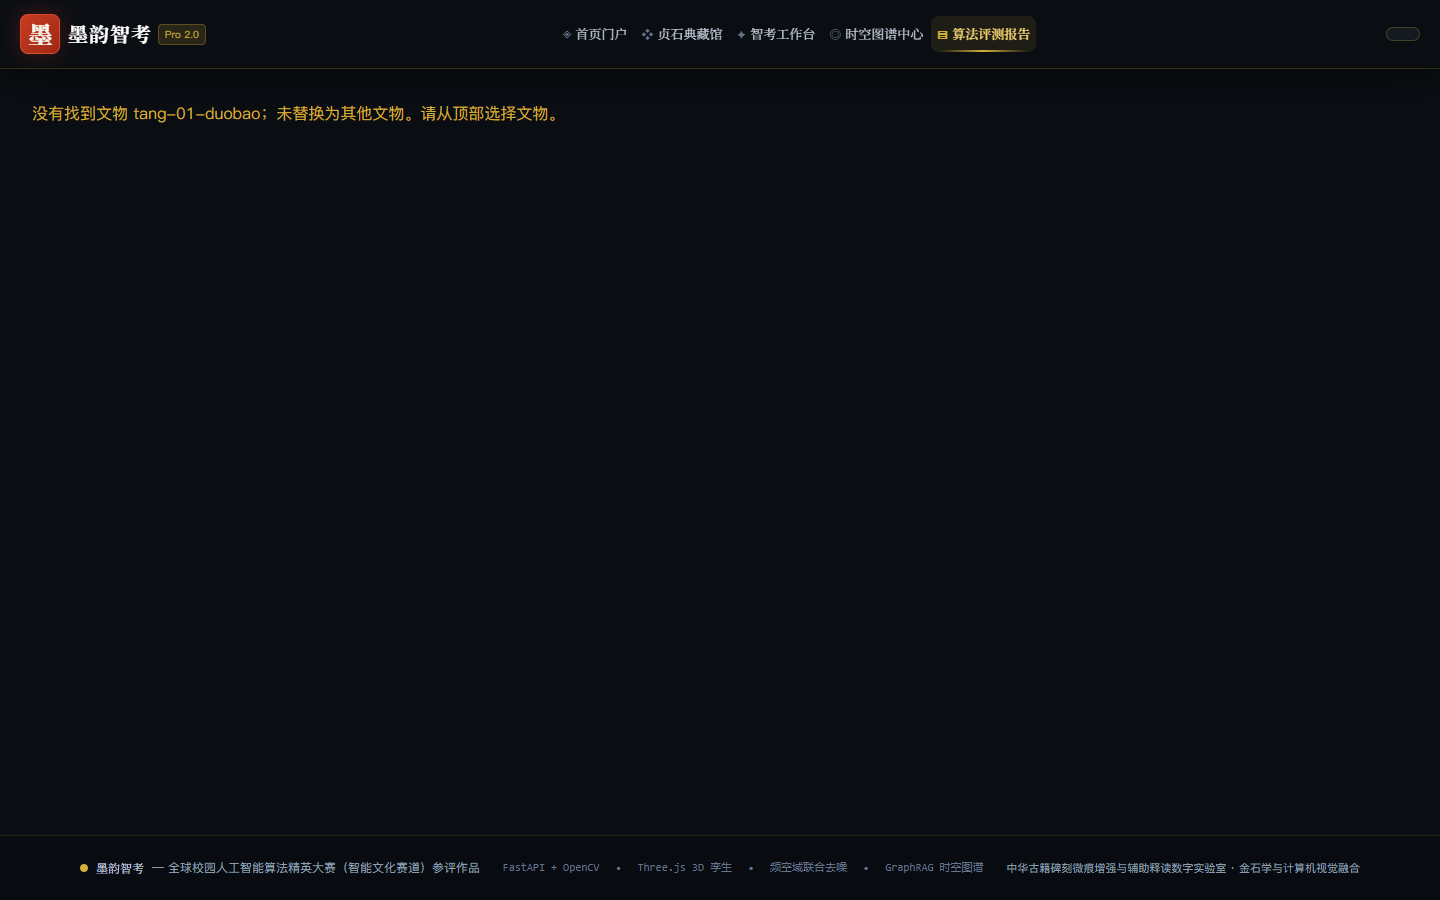 墨 墨韵智考 Pro 2.0 首页门户 贞石典藏馆 智考工作台 时空图谱中心 算法评测报告
没有找到文物 tang-01-duobao；未替换为其他文物。请从顶部选择文物。
墨韵智考 — 全球校园人工智能算法精英大赛（智能文化赛道）参评作品 FastAPI + OpenCV • Three.js 3D 孪生 • 频空域联合去噪 • GraphRAG 时空图谱 中华古籍碑刻微痕增强与辅助释读数字实验室 · 金石学与计算机视觉融合